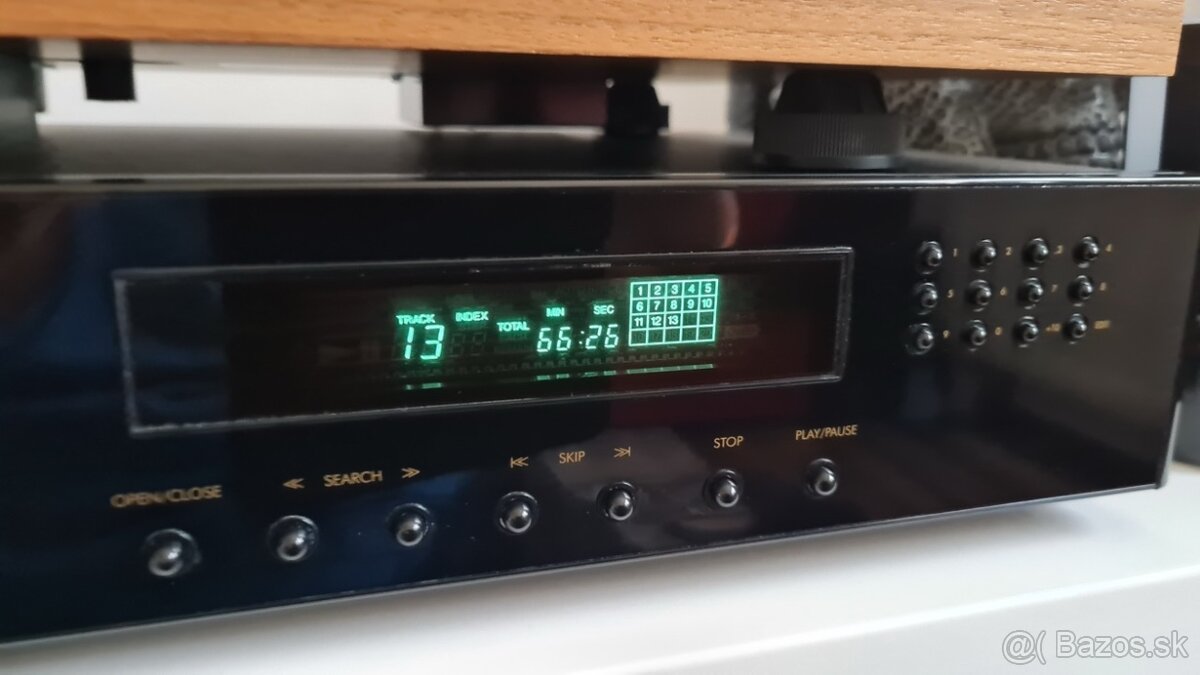 TRACK INDEX MIN SEC
13 TOTAL 66:26
1 2 3 4 5
6 7 8 9 10
11 12 13
1 2 3 4
5 6 7 8
9 0 +10
OPEN/CLOSE SEARCH SKIP STOP PLAY/PAUSE
@( Bazos.sk